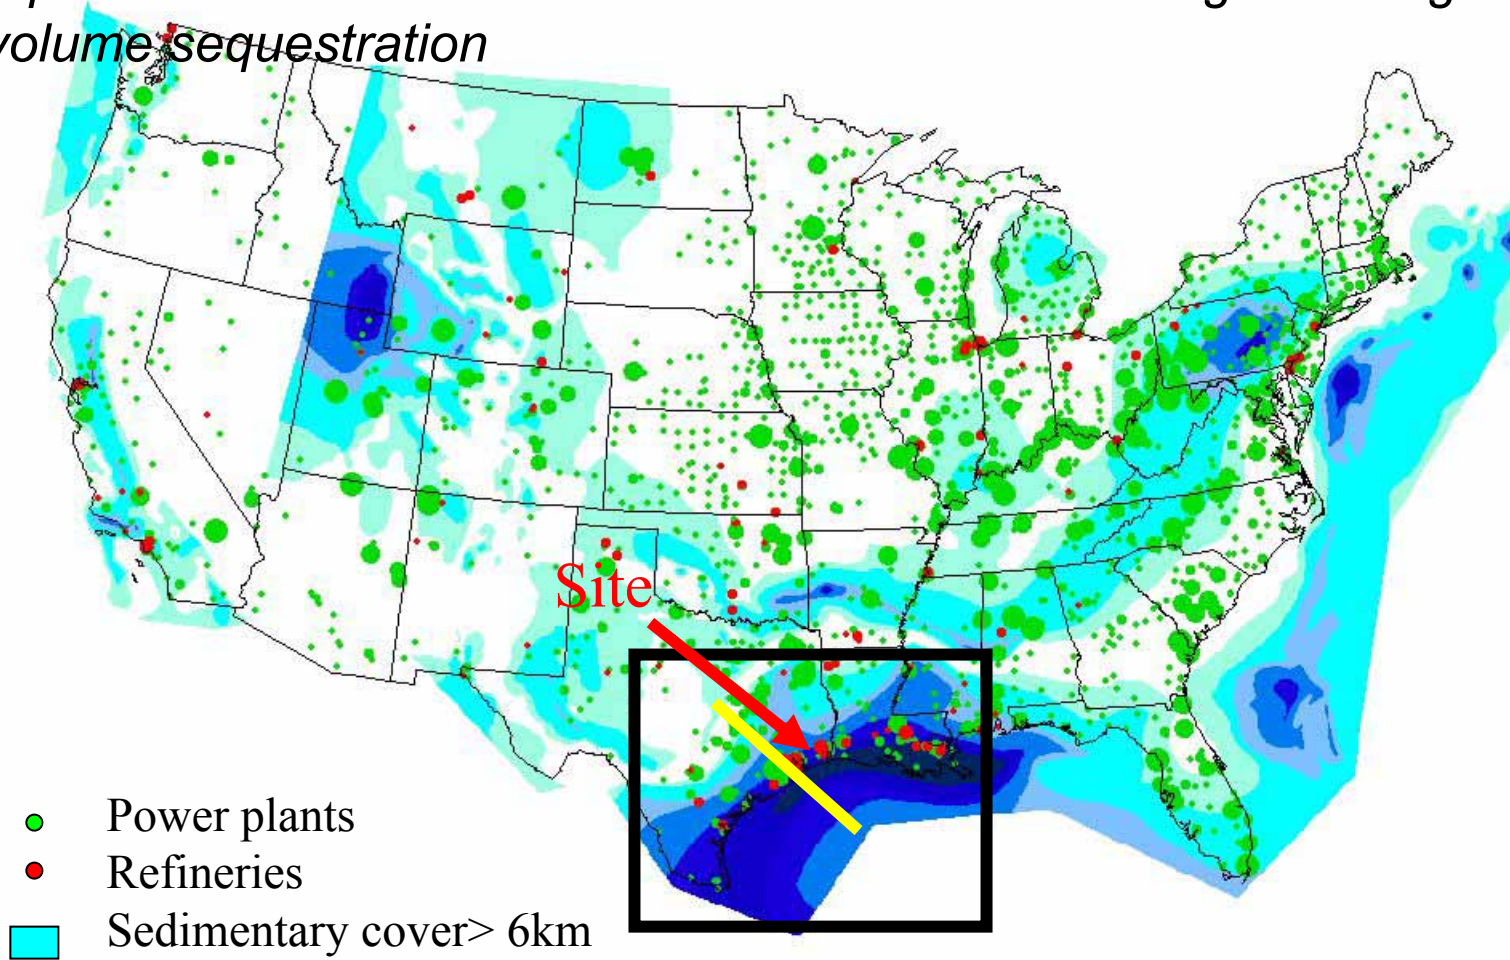 volume sequestration
Site
Power plants
Refineries
Sedimentary cover> 6km